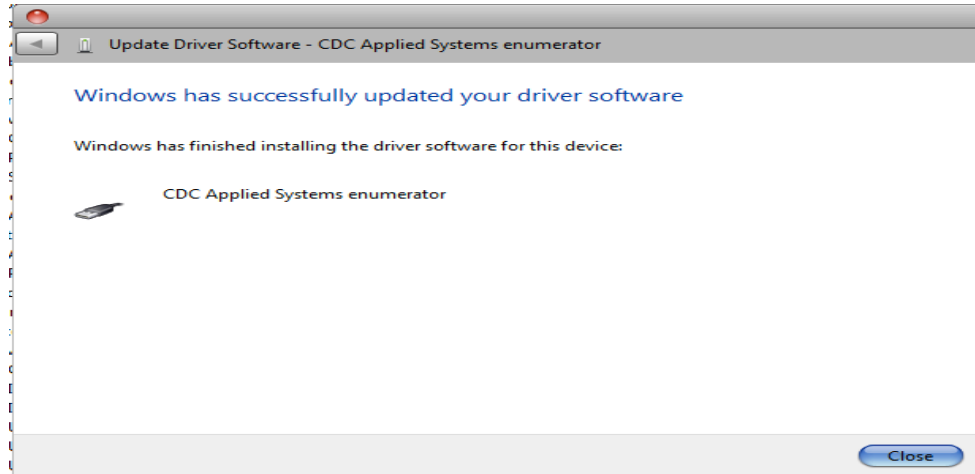 Update Driver Software - CDC Applied Systems enumerator
Windows has successfully updated your driver software
Windows has finished installing the driver software for this device:
CDC Applied Systems enumerator
Close